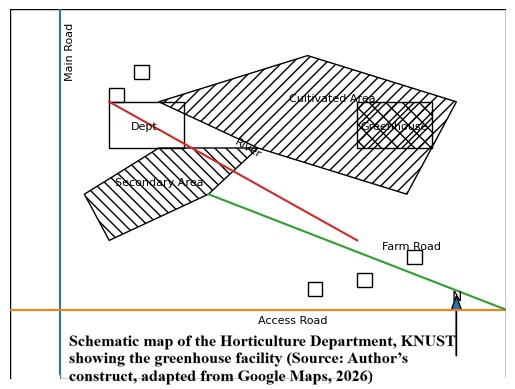 Main Road
Cultivated Area
Dept.
Greenhouse
River
Secondary Area
Farm Road
N
Access Road
Schematic map of the Horticulture Department, KNUST
showing the greenhouse facility (Source: Author’s
construct, adapted from Google Maps, 2026)